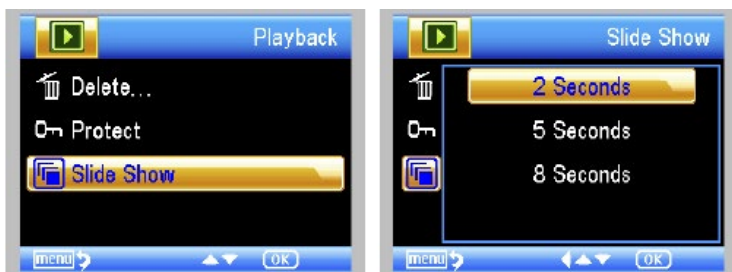 Playback
Delete...
Protect
Slide Show
menu OK
Slide Show
2 Seconds
5 Seconds
8 Seconds
menu OK